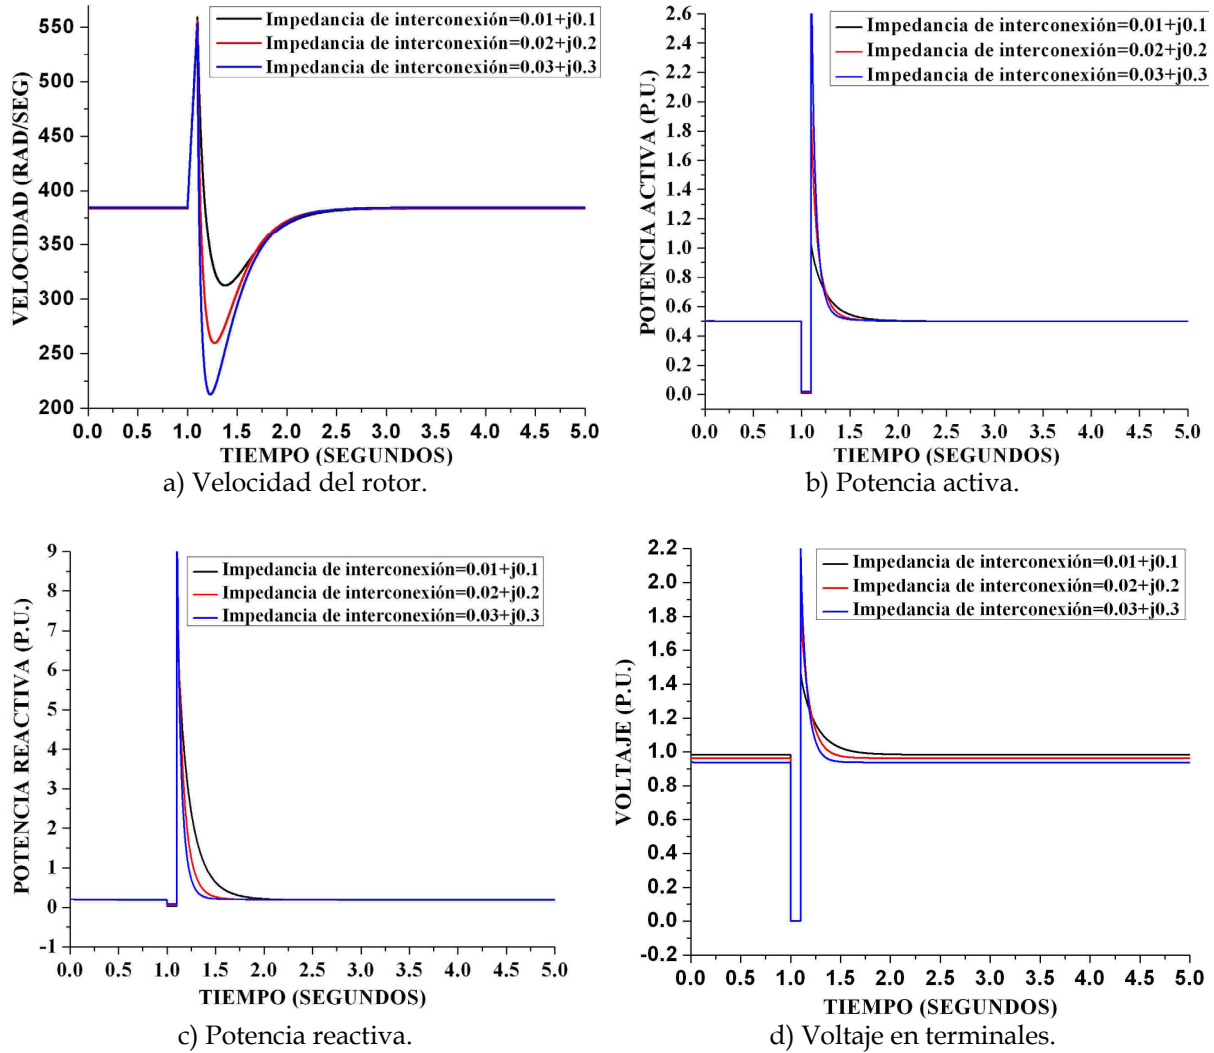 550
500
450
400
350
300
250
200
VELOCIDAD (RAD/SEG)
Impedancia de interconexión=0.01+j0.1
Impedancia de interconexión=0.02+j0.2
Impedancia de interconexión=0.03+j0.3
0.0 0.5 1.0 1.5 2.0 2.5 3.0 3.5 4.0 4.5 5.0
TIEMPO (SEGUNDOS)
a) Velocidad del rotor.
2.6
2.4
2.2
2.0
1.8
1.6
1.4
1.2
1.0
0.8
0.6
0.4
0.2
0.0
POTENCIA ACTIVA (P.U.)
Impedancia de interconexión=0.01+j0.1
Impedancia de interconexión=0.02+j0.2
Impedancia de interconexión=0.03+j0.3
0.0 0.5 1.0 1.5 2.0 2.5 3.0 3.5 4.0 4.5 5.0
TIEMPO (SEGUNDOS)
b) Potencia activa.
9
8
7
6
5
4
3
2
1
0
-1
POTENCIA REACTIVA (P.U.)
Impedancia de interconexión=0.01+j0.1
Impedancia de interconexión=0.02+j0.2
Impedancia de interconexión=0.03+j0.3
0.0 0.5 1.0 1.5 2.0 2.5 3.0 3.5 4.0 4.5 5.0
TIEMPO (SEGUNDOS)
c) Potencia reactiva.
2.2
2.0
1.8
1.6
1.4
1.2
1.0
0.8
0.6
0.4
0.2
0.0
-0.2
VOLTAJE (P.U.)
Impedancia de interconexión=0.01+j0.1
Impedancia de interconexión=0.02+j0.2
Impedancia de interconexión=0.03+j0.3
0.0 0.5 1.0 1.5 2.0 2.5 3.0 3.5 4.0 4.5 5.0
TIEMPO (SEGUNDOS)
d) Voltaje en terminales.